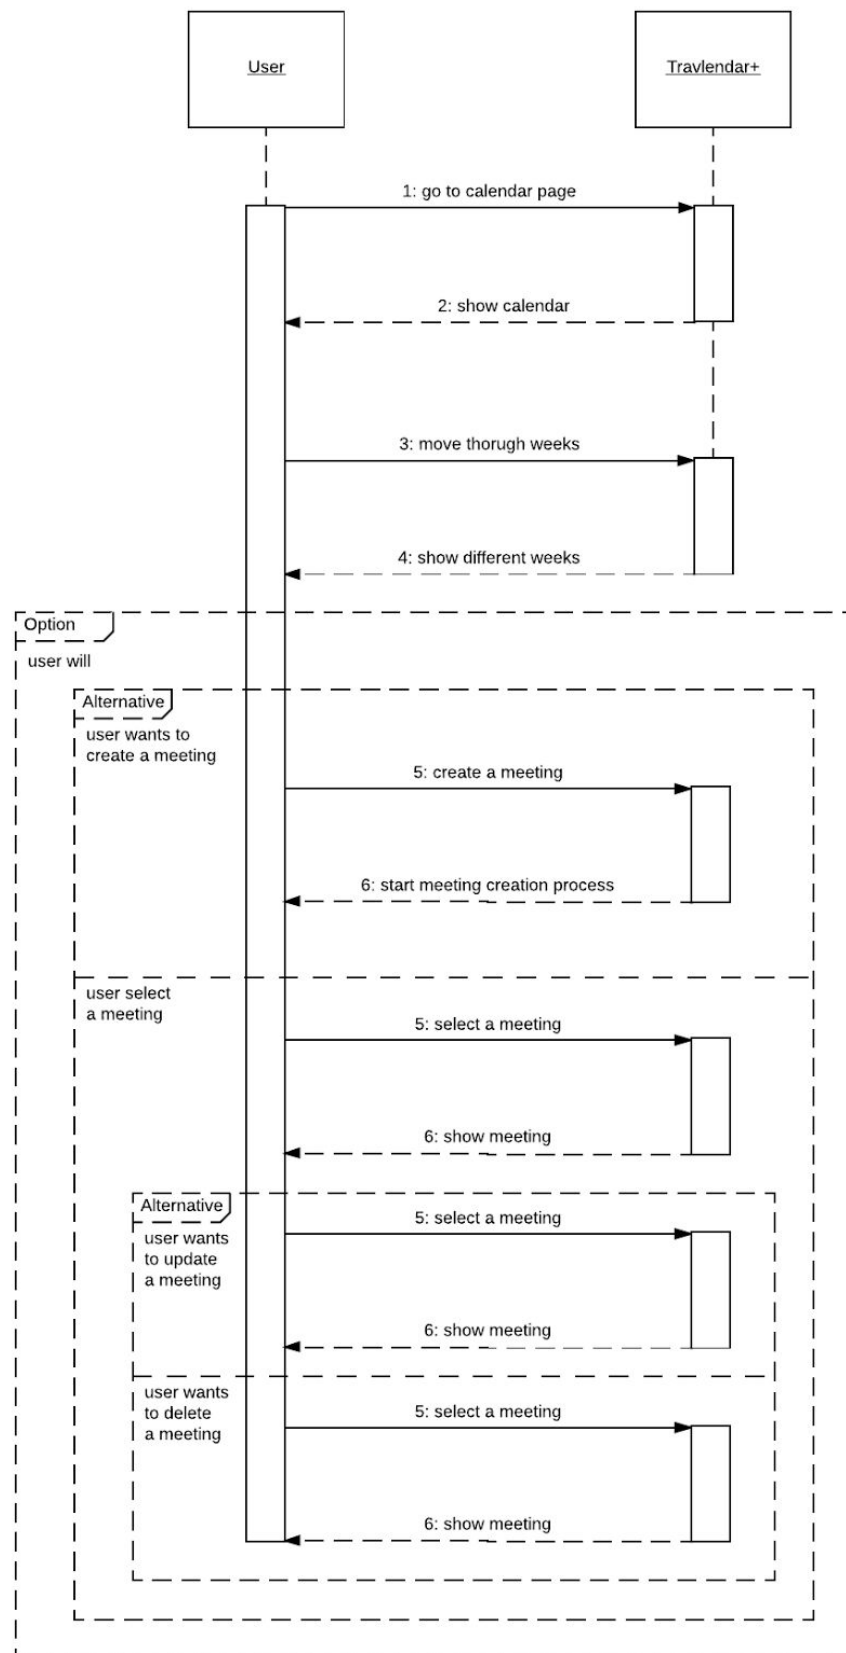 User
Travlendar+
1: go to calendar page
2: show calendar
3: move thorugh weeks
4: show different weeks
Option
user will
Alternative
user wants to
create a meeting
5: create a meeting
6: start meeting creation process
user select
a meeting
5: select a meeting
6: show meeting
Alternative
user wants
to update
a meeting
5: select a meeting
6: show meeting
user wants
to delete
a meeting
5: select a meeting
6: show meeting